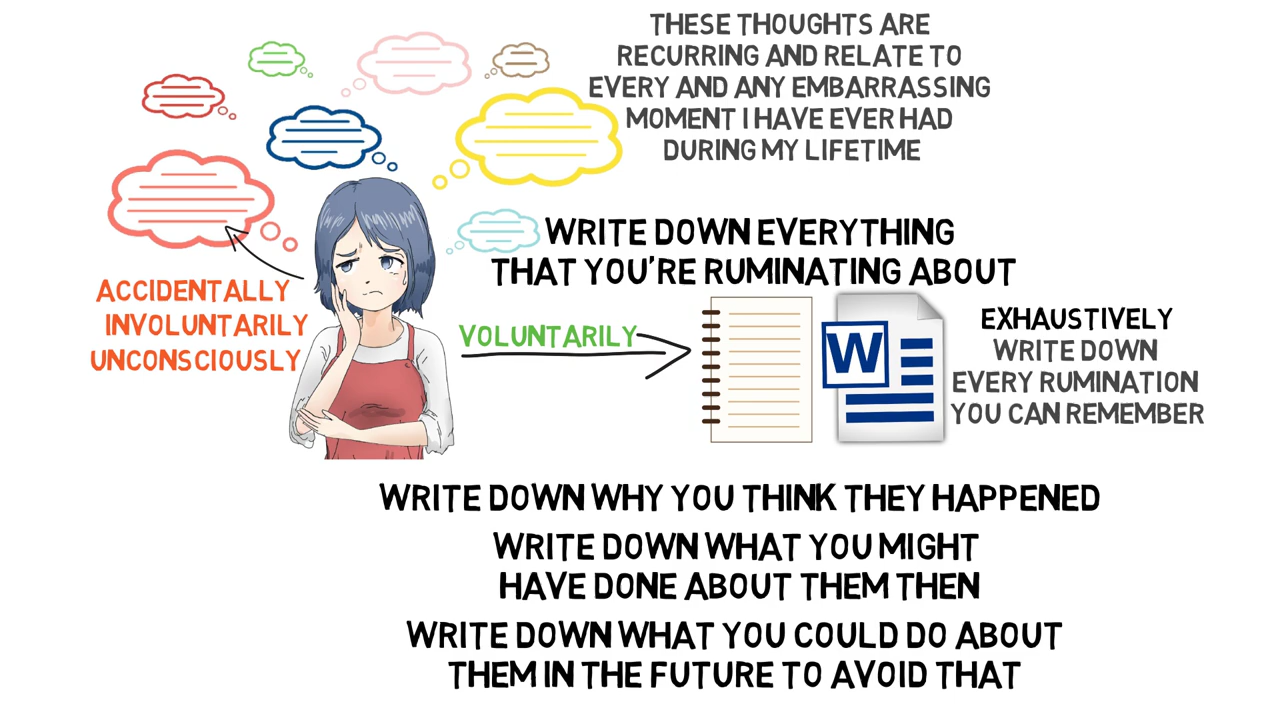 THESE THOUGHTS ARE
RECURRING AND RELATE TO
EVERY AND ANY EMBARRASSING
MOMENT I HAVE EVER HAD
DURING MY LIFETIME
WRITE DOWN EVERYTHING
THAT YOU'RE RUMINATING ABOUT
ACCIDENTALLY
INVOLUNTARILY
UNCONSCIOUSLY
VOLUNTARILY
W
EXHAUSTIVELY
WRITE DOWN
EVERY RUMINATION
YOU CAN REMEMBER
WRITE DOWN WHY YOU THINK THEY HAPPENED
WRITE DOWN WHAT YOU MIGHT
HAVE DONE ABOUT THEM THEN
WRITE DOWN WHAT YOU COULD DO ABOUT
THEM IN THE FUTURE TO AVOID THAT